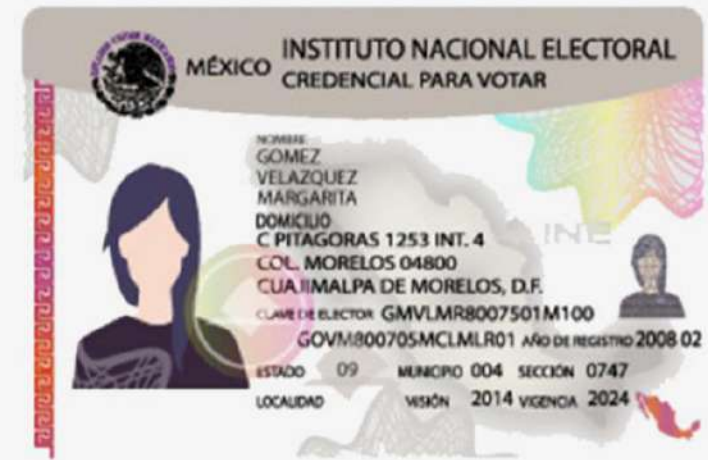 MÉXICO
INSTITUTO NACIONAL ELECTORAL
CREDENCIAL PARA VOTAR
NOMBRE
GOMEZ
VELAZQUEZ
MARGARITA
DOMICILIO
C PITAGORAS 1253 INT. 4
COL. MORELOS 04800
CUAJIMALPA DE MORELOS, D.F.
CLAVE DE ELECTOR GMVLMR8007501M100
GOVM800705MCLMLR01 AÑO DE REGISTRO 2008 02
ESTADO 09 MUNICIPIO 004 SECCIÓN 0747
LOCALIDAD VISIÓN 2014 VIGENCIA 2024
INE